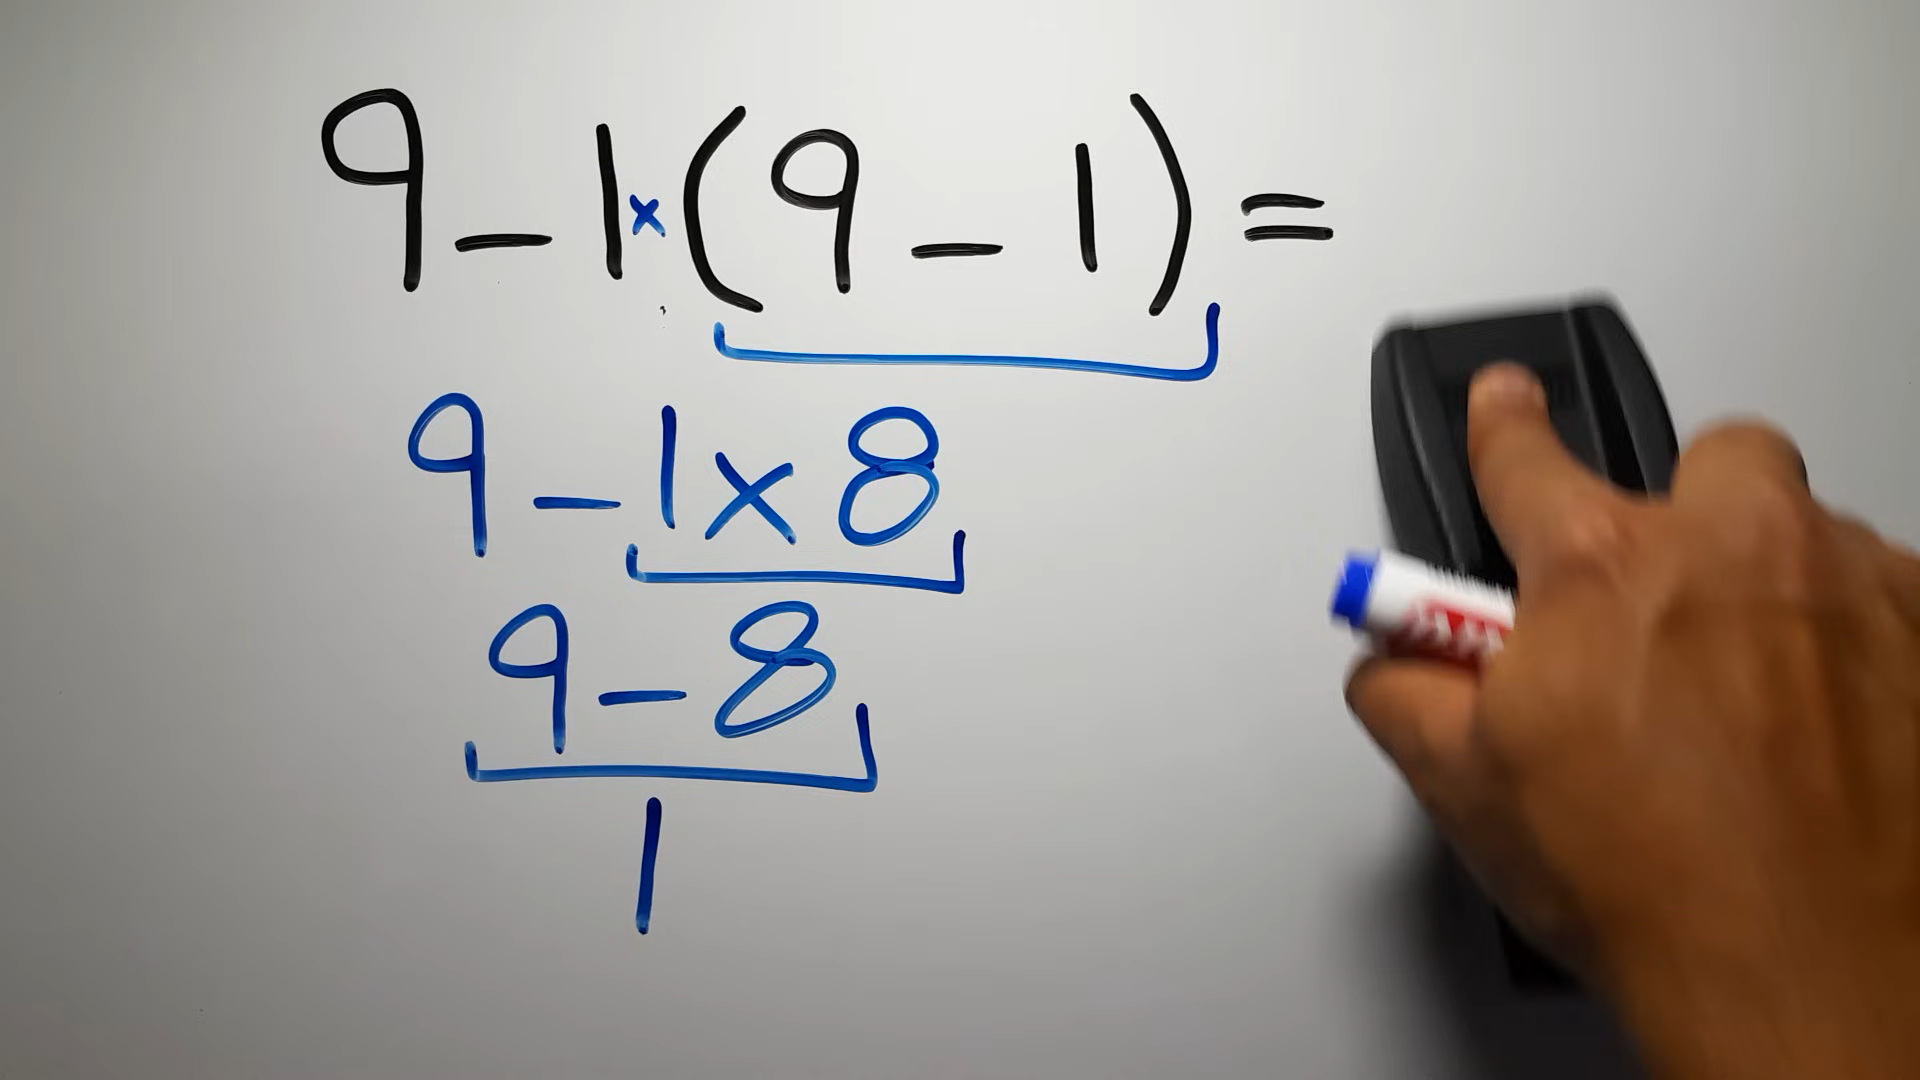 9 - 1 × (9 - 1) =
9 - 1 × 8
9 - 8
1